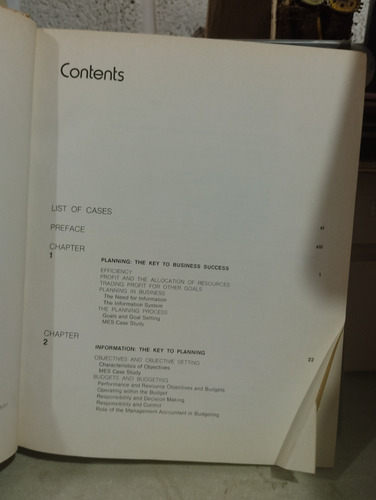 Contents
LIST OF CASES xi
PREFACE xiii
CHAPTER
1 PLANNING: THE KEY TO BUSINESS SUCCESS 1
EFFICIENCY
PROFIT AND THE ALLOCATION OF RESOURCES
TRADING PROFIT FOR OTHER GOALS
PLANNING IN BUSINESS
The Need for Information
The Information System
THE PLANNING PROCESS
Goals and Goal Setting
MES Case Study
CHAPTER
2 INFORMATION: THE KEY TO PLANNING 22
OBJECTIVES AND OBJECTIVE SETTING
Characteristics of Objectives
MES Case Study
BUDGETS AND BUDGETING
Performance and Resource Objectives and Budgets
Operating within the Budget
Responsibility and Decision Making
Responsibility and Control
Role of the Management Accountant in Budgeting